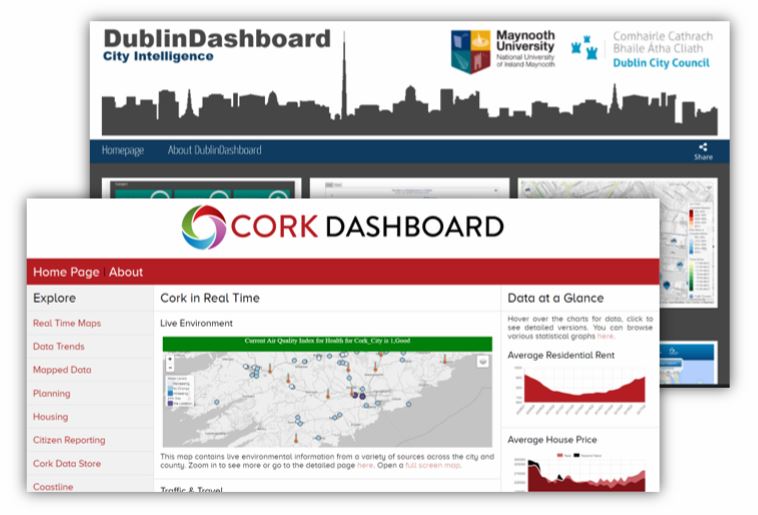 DublinDashboard
City Intelligence
Maynooth
University
National University
of Ireland Maynooth
Comhairle Cathrach
Bhaile Átha Cliath
Dublin City Council
Homepage
About DublinDashboard
Share
CORK DASHBOARD
Home Page | About
Explore
Real Time Maps
Data Trends
Mapped Data
Planning
Housing
Citizen Reporting
Cork Data Store
Coastline
Cork in Real Time
Live Environment
Current Air Quality Index for Health for Cork_City is 1,Good
This map contains live environmental information from a variety of sources across the city and
county. Zoom in to see more or go to the detailed page here. Open a full screen map.
Traffic & Travel
Data at a Glance
Hover over the charts for data, click to
see detailed versions. You can browse
various statistical graphs here.
Average Residential Rent
Average House Price